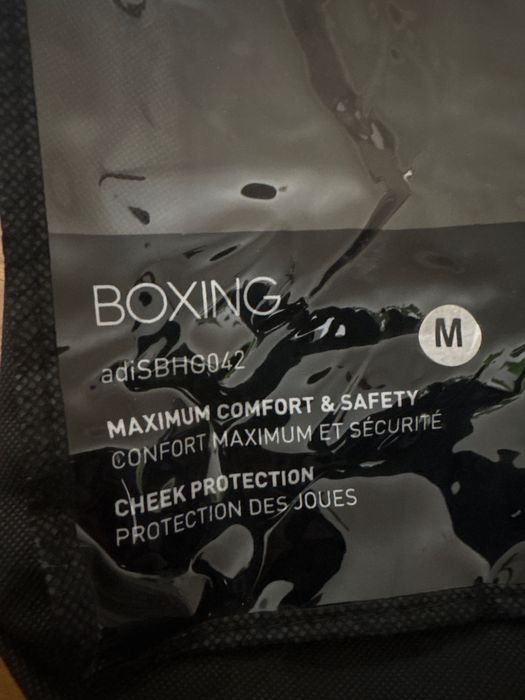 BOXING
M
adiSBHG042
MAXIMUM COMFORT & SAFETY
CONFORT MAXIMUM ET SÉCURITÉ
CHEEK PROTECTION
PROTECTION DES JOUES